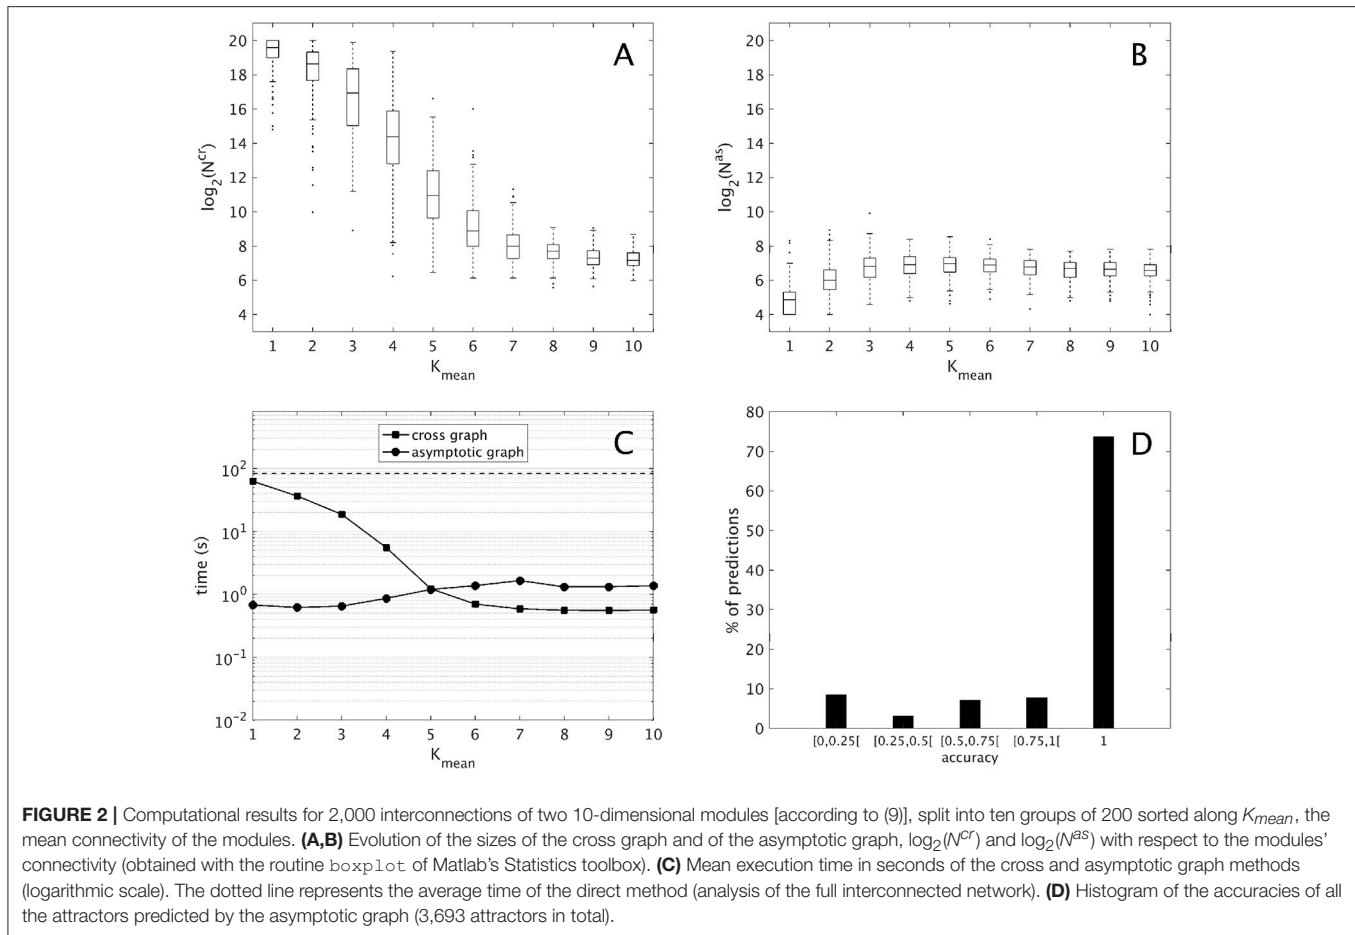 A
20
18
16
14
12
10
8
6
4
log2(N^cr)
1 2 3 4 5 6 7 8 9 10
K_mean
B
20
18
16
14
12
10
8
6
4
log2(N^as)
1 2 3 4 5 6 7 8 9 10
K_mean
C
cross graph
asymptotic graph
10^2
10^1
10^0
10^-1
10^-2
time (s)
1 2 3 4 5 6 7 8 9 10
K_mean
D
80
70
60
50
40
30
20
10
0
% of predictions
[0,0.25[ [0.25,0.5[ [0.5,0.75[ [0.75,1[ 1
accuracy
FIGURE 2 | Computational results for 2,000 interconnections of two 10-dimensional modules [according to (9)], split into ten groups of 200 sorted along K_mean, the
mean connectivity of the modules. (A,B) Evolution of the sizes of the cross graph and of the asymptotic graph, log2(N^cr) and log2(N^as) with respect to the modules'
connectivity (obtained with the routine boxplot of Matlab's Statistics toolbox). (C) Mean execution time in seconds of the cross and asymptotic graph methods
(logarithmic scale). The dotted line represents the average time of the direct method (analysis of the full interconnected network). (D) Histogram of the accuracies of all
the attractors predicted by the asymptotic graph (3,693 attractors in total).